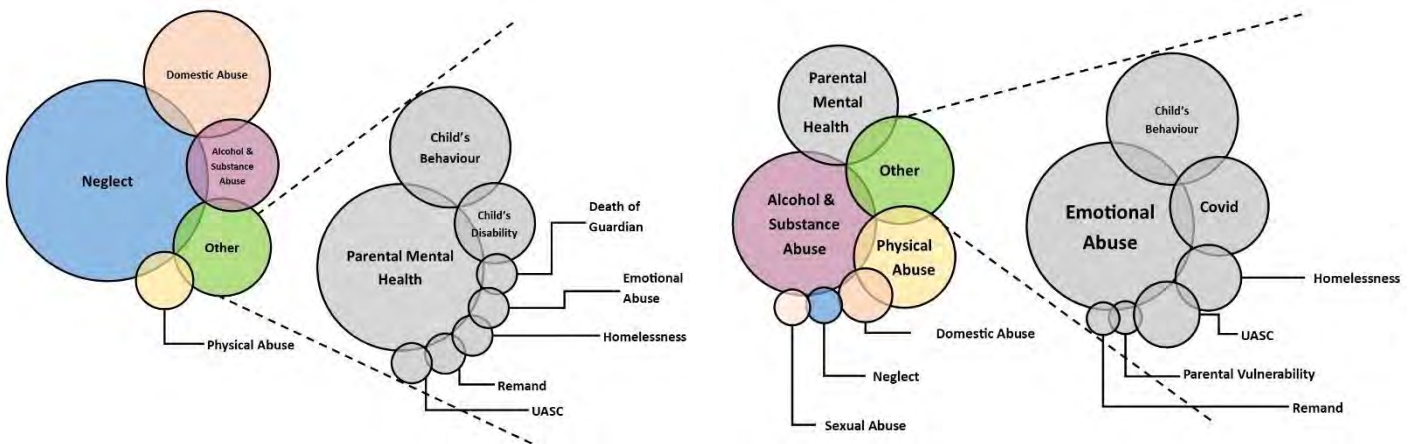 Domestic Abuse
Neglect
Alcohol &
Substance
Abuse
Other
Physical Abuse
Child's
Behaviour
Child's
Disability
Parental Mental
Health
Death of
Guardian
Emotional
Abuse
Homelessness
Remand
UASC
Parental
Mental
Health
Other
Alcohol &
Substance
Abuse
Physical
Abuse
Domestic Abuse
Neglect
Sexual Abuse
Child's
Behaviour
Emotional
Abuse
Covid
Homelessness
UASC
Parental Vulnerability
Remand